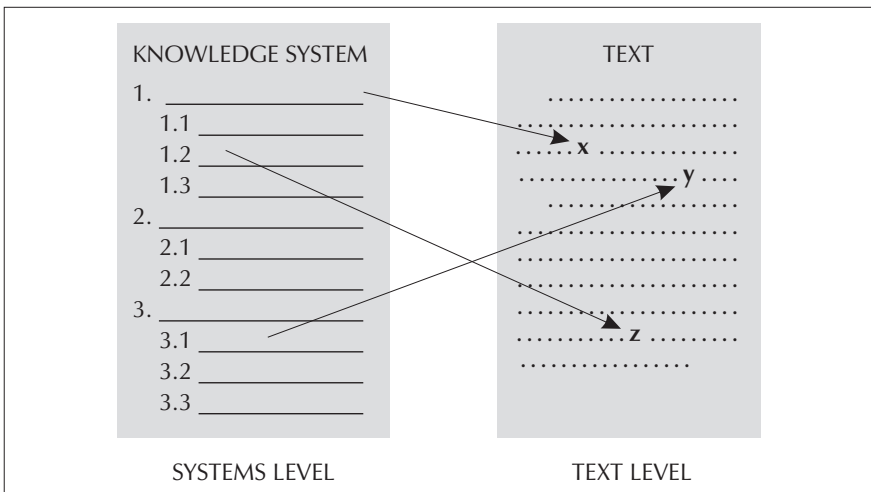 KNOWLEDGE SYSTEM
1.
1.1
1.2
1.3
2.
2.1
2.2
3.
3.1
3.2
3.3
SYSTEMS LEVEL
TEXT
x
y
z
TEXT LEVEL